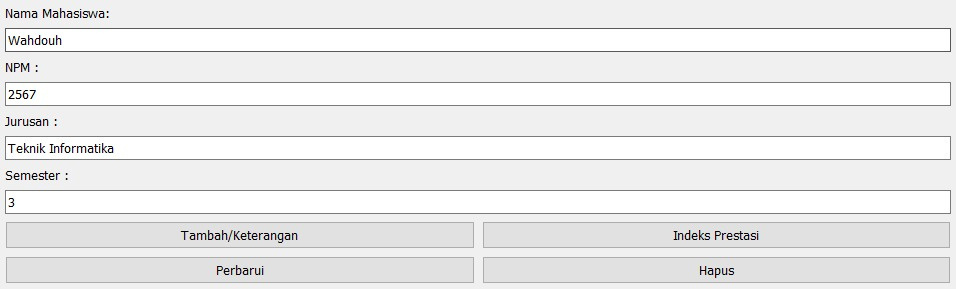 Nama Mahasiswa:
Wahdouh
NPM :
2567
Jurusan :
Teknik Informatika
Semester :
3
Tambah/Keterangan
Indeks Prestasi
Perbarui
Hapus